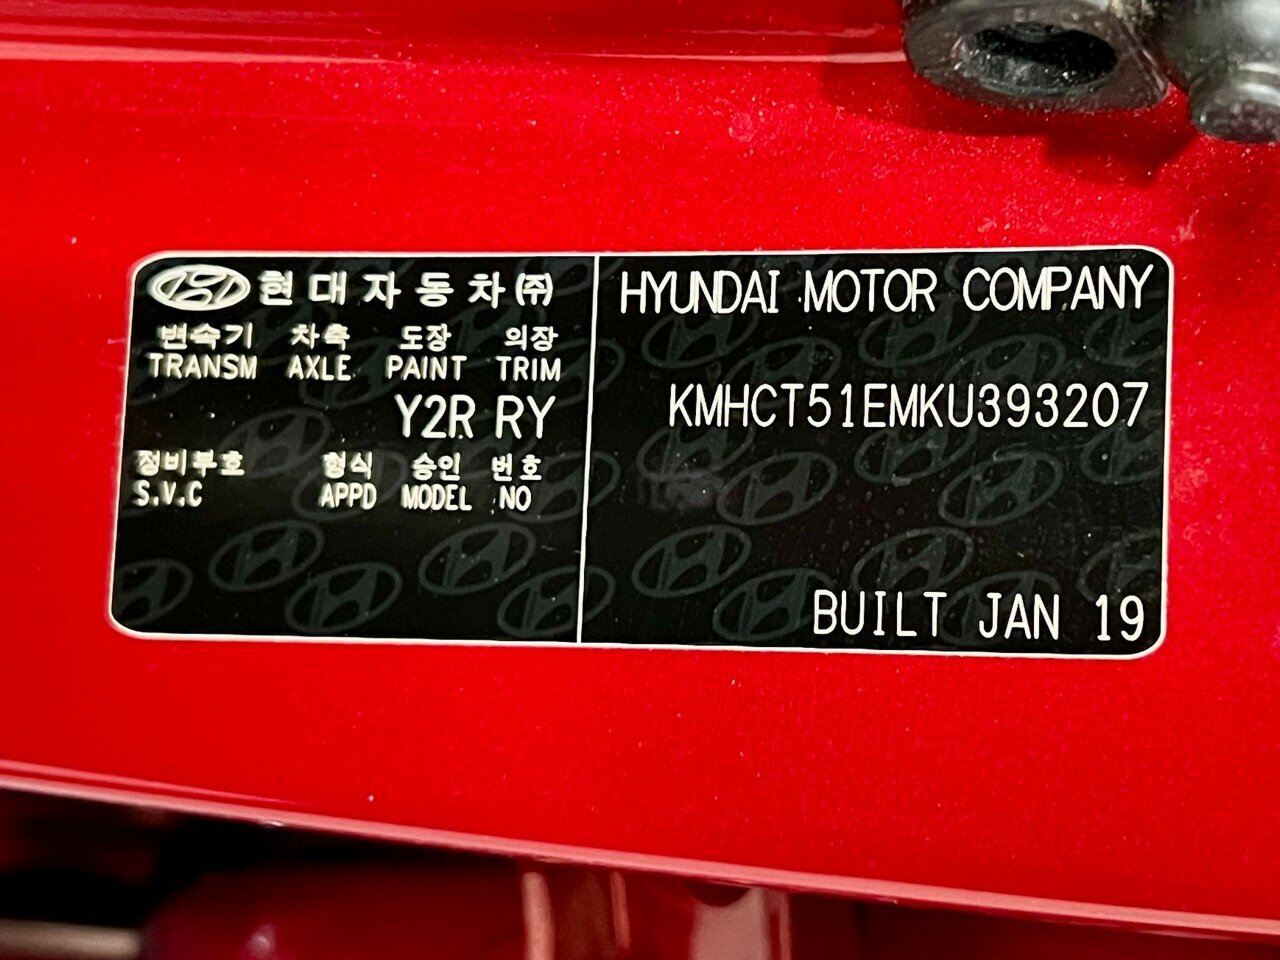 현대자동차㈜
변속기 차축 도장 의장
TRANSM AXLE PAINT TRIM
Y2R RY
정비부호 형식 승인 번호
S.V.C APPD MODEL NO
HYUNDAI MOTOR COMPANY
KMHCT51EMKU393207
BUILT JAN 19